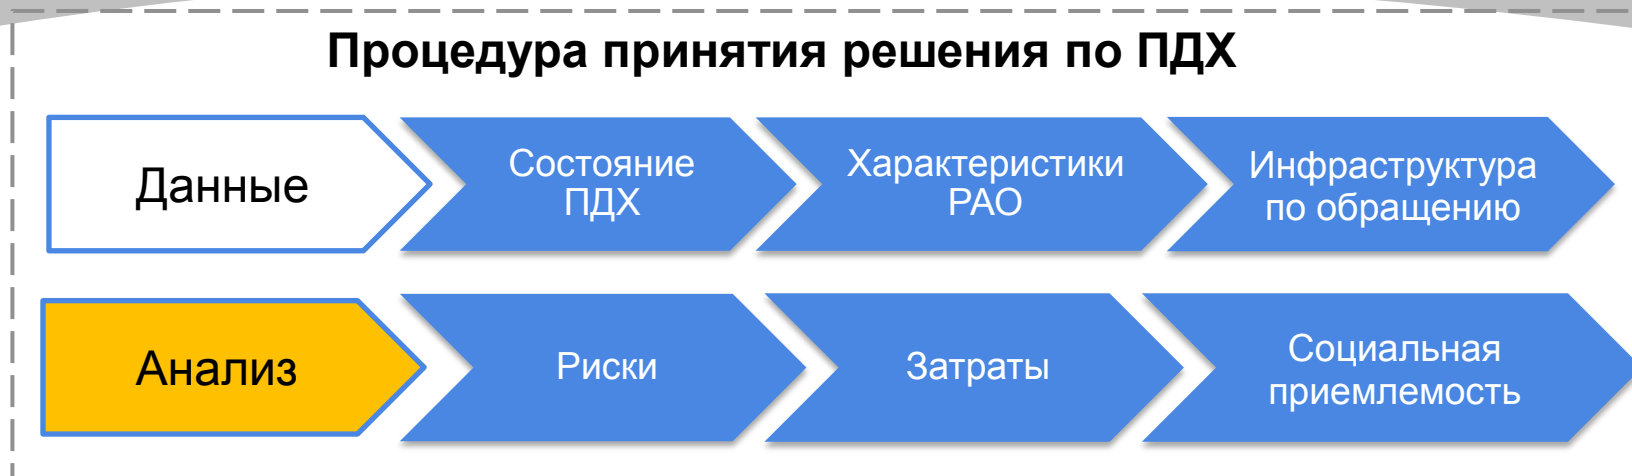 Процедура принятия решения по ПДХ
Данные
Состояние
ПДХ
Характеристики
РАО
Инфраструктура
по обращению
Анализ
Риски
Затраты
Социальная
приемлемость